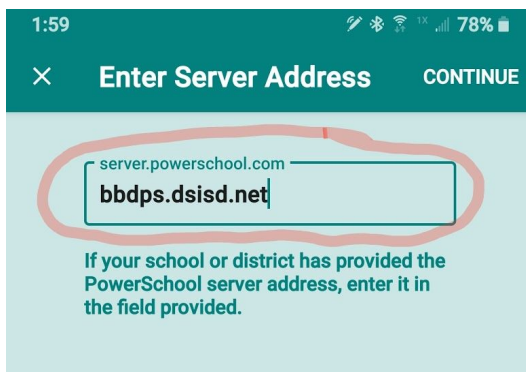 1:59 1X 78%
Enter Server Address CONTINUE
server.powerschool.com
bbdps.dsisd.net
If your school or district has provided the
PowerSchool server address, enter it in
the field provided.